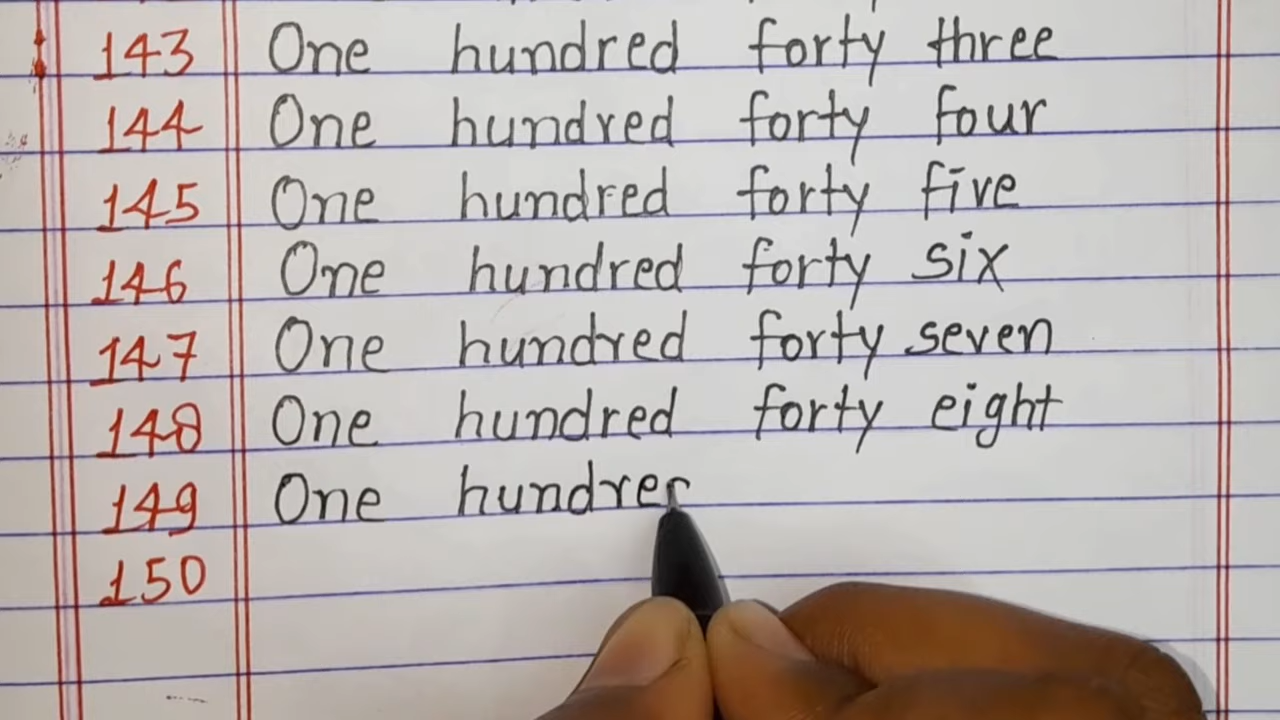 143 One hundred forty three
144 One hundred forty four
145 One hundred forty five
146 One hundred forty six
147 One hundred forty seven
148 One hundred forty eight
149 One
150